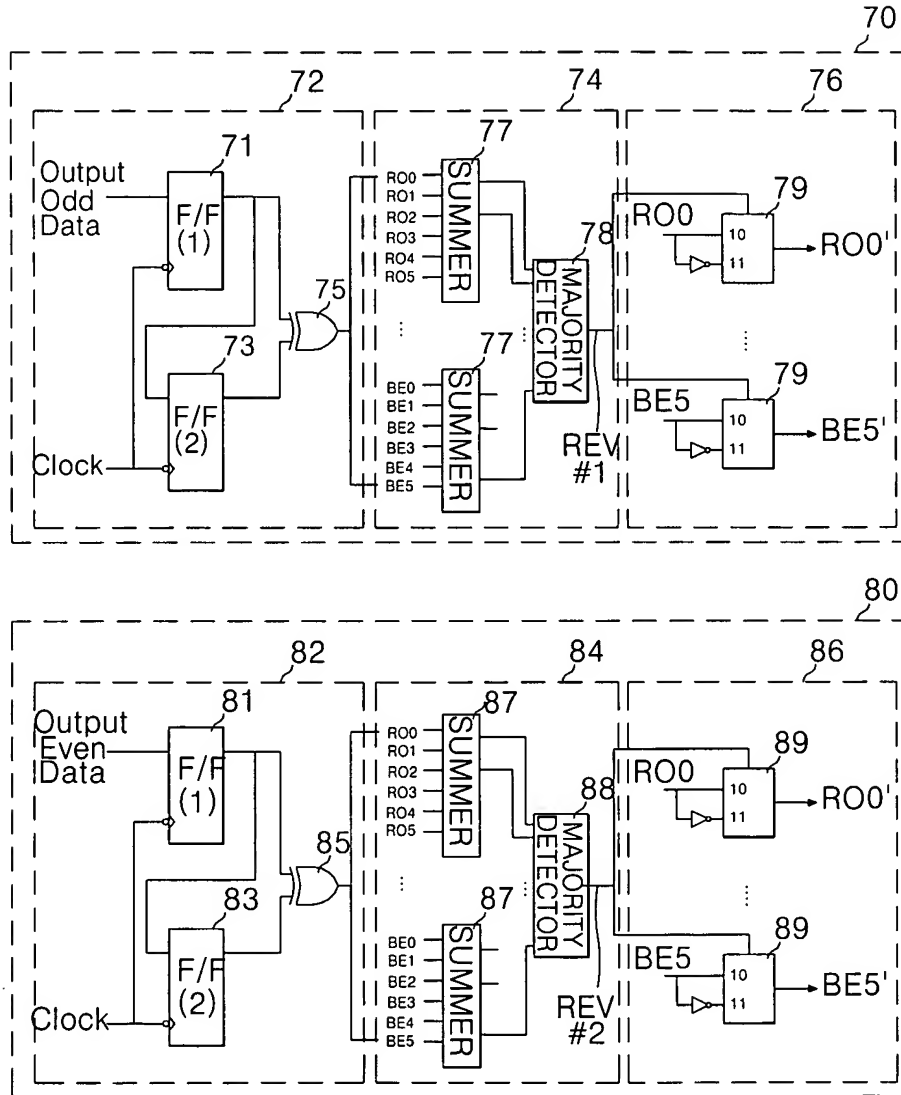 70
72
74
76
71
77
79
Output
Odd
Data
F/F
(1)
RO0
RO1
RO2
RO3
RO4
RO5
SUMMER
78
MAJORITY
DETECTOR
RO0
10
11
RO0'
75
73
77
79
F/F
(2)
Clock
BE0
BE1
BE2
BE3
BE4
BE5
SUMMER
REV
#1
BE5
10
11
BE5'
80
82
84
86
81
87
89
Output
Even
Data
F/F
(1)
RO0
RO1
RO2
RO3
RO4
RO5
SUMMER
88
MAJORITY
DETECTOR
RO0
10
11
RO0'
85
83
87
89
F/F
(2)
Clock
BE0
BE1
BE2
BE3
BE4
BE5
SUMMER
REV
#2
BE5
10
11
BE5'